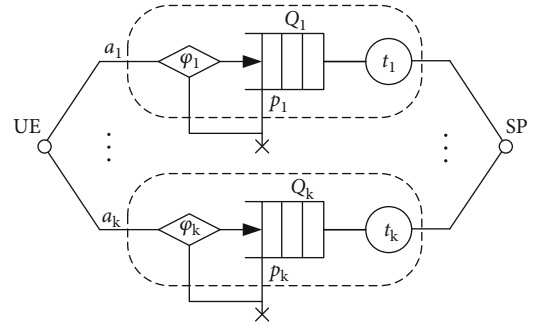 Q₁
a₁
φ₁
t₁
p₁
UE
SP
⋮
⋮
Qₖ
aₖ
φₖ
tₖ
pₖ